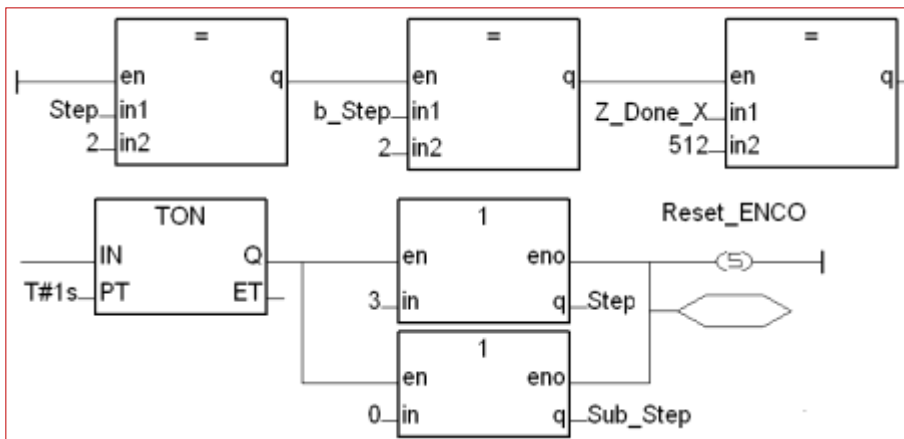 = = =
en q en q en q
Step in1 b_Step in1 Z_Done_X in1
2 in2 2 in2 512 in2
TON 1 Reset_ENCO
IN Q en eno (S)
T#1s PT ET 3 in q Step
1
en eno
0 in q Sub_Step